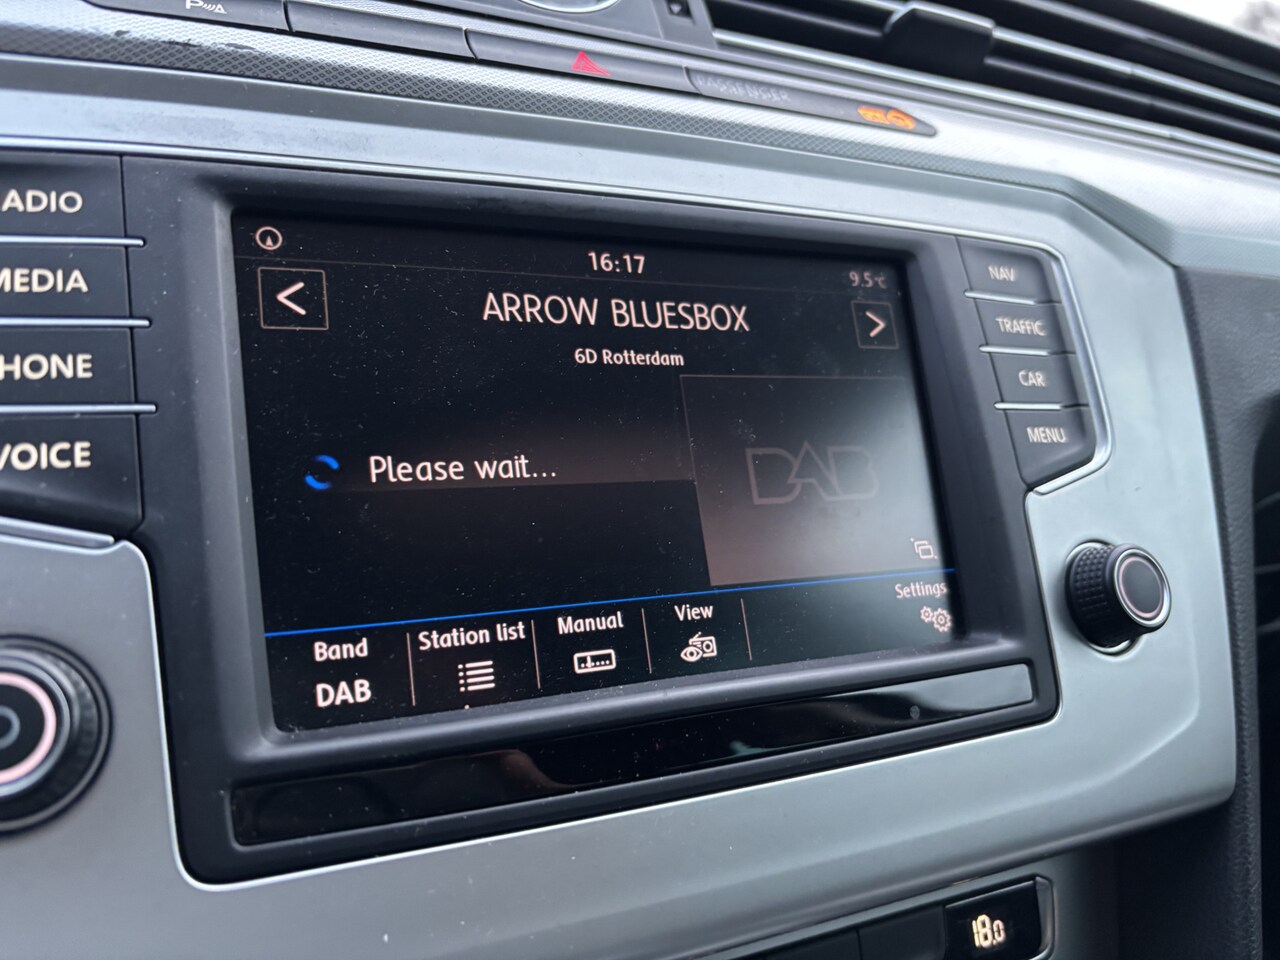 P
PASSENGER
ADIO
MEDIA
HONE
VOICE
16:17
9.5°C
ARROW BLUESBOX
6D Rotterdam
Please wait...
DAB
Band
DAB
Station list
Manual
View
Settings
NAV
TRAFFIC
CAR
MENU
18.0